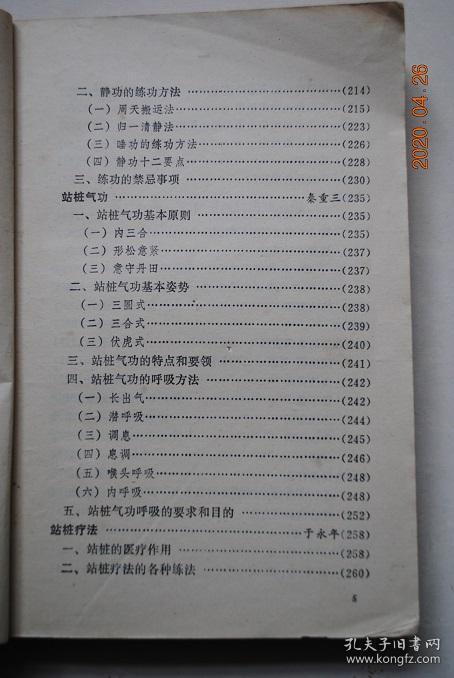 二、静功的练功方法……(214)
(一)周天搬运法……(215)
(二)归一清静法……(223)
(三)睡功的练功方法……(226)
(四)静功十二要点……(228)
三、练功的禁忌事项……(230)
站桩气功……秦重三(235)
一、站桩气功基本原则……(235)
(一)内三合……(235)
(二)形松意紧……(237)
(三)意守丹田……(237)
二、站桩气功基本姿势……(238)
(一)三圆式……(238)
(二)三合式……(239)
(三)伏虎式……(240)
三、站桩气功的特点和要领……(241)
四、站桩气功的呼吸方法……(242)
(一)长出气……(242)
(二)潜呼吸……(244)
(三)调息……(245)
(四)息调……(246)
(五)喉头呼吸……(248)
(六)内呼吸……(248)
五、站桩气功呼吸的要求和目的……(252)
站桩疗法……于永年(258)
一、站桩的医疗作用……(258)
二、站桩疗法的各种练法……(260)
5
2020.04.26
孔夫子旧书网
www.kongfz.com